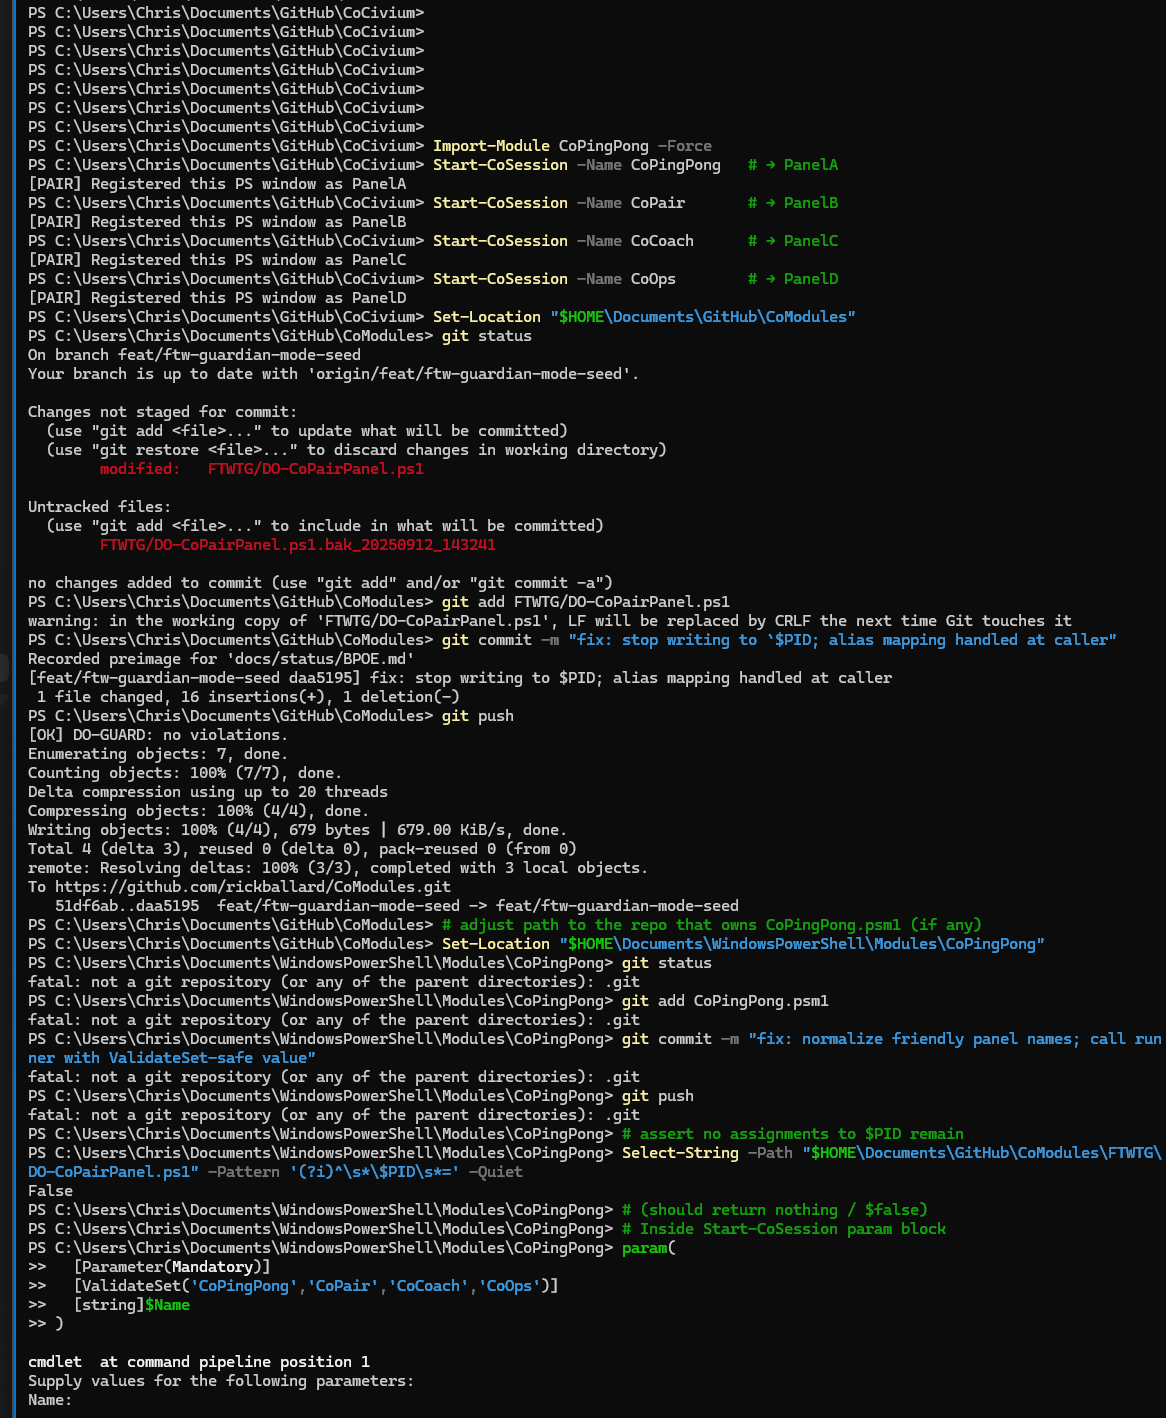 PS C:\Users\Chris\Documents\GitHub\CoCivium>
PS C:\Users\Chris\Documents\GitHub\CoCivium>
PS C:\Users\Chris\Documents\GitHub\CoCivium>
PS C:\Users\Chris\Documents\GitHub\CoCivium>
PS C:\Users\Chris\Documents\GitHub\CoCivium>
PS C:\Users\Chris\Documents\GitHub\CoCivium>
PS C:\Users\Chris\Documents\GitHub\CoCivium>
PS C:\Users\Chris\Documents\GitHub\CoCivium> Import-Module CoPingPong -Force
PS C:\Users\Chris\Documents\GitHub\CoCivium> Start-CoSession -Name CoPingPong   # → PanelA
[PAIR] Registered this PS window as PanelA
PS C:\Users\Chris\Documents\GitHub\CoCivium> Start-CoSession -Name CoPair       # → PanelB
[PAIR] Registered this PS window as PanelB
PS C:\Users\Chris\Documents\GitHub\CoCivium> Start-CoSession -Name CoCoach      # → PanelC
[PAIR] Registered this PS window as PanelC
PS C:\Users\Chris\Documents\GitHub\CoCivium> Start-CoSession -Name CoOps        # → PanelD
[PAIR] Registered this PS window as PanelD
PS C:\Users\Chris\Documents\GitHub\CoCivium> Set-Location "$HOME\Documents\GitHub\CoModules"
PS C:\Users\Chris\Documents\GitHub\CoModules> git status
On branch feat/ftw-guardian-mode-seed
Your branch is up to date with 'origin/feat/ftw-guardian-mode-seed'.

Changes not staged for commit:
  (use "git add <file>..." to update what will be committed)
  (use "git restore <file>..." to discard changes in working directory)
        modified:   FTWTG/DO-CoPairPanel.ps1

Untracked files:
  (use "git add <file>..." to include in what will be committed)
        FTWTG/DO-CoPairPanel.ps1.bak_20250912_143241

no changes added to commit (use "git add" and/or "git commit -a")
PS C:\Users\Chris\Documents\GitHub\CoModules> git add FTWTG/DO-CoPairPanel.ps1
warning: in the working copy of 'FTWTG/DO-CoPairPanel.ps1', LF will be replaced by CRLF the next time Git touches it
PS C:\Users\Chris\Documents\GitHub\CoModules> git commit -m "fix: stop writing to `$PID; alias mapping handled at caller"
Recorded preimage for 'docs/status/BPOE.md'
[feat/ftw-guardian-mode-seed daa5195] fix: stop writing to $PID; alias mapping handled at caller
 1 file changed, 16 insertions(+), 1 deletion(-)
PS C:\Users\Chris\Documents\GitHub\CoModules> git push
[OK] DO-GUARD: no violations.
Enumerating objects: 7, done.
Counting objects: 100% (7/7), done.
Delta compression using up to 20 threads
Compressing objects: 100% (4/4), done.
Writing objects: 100% (4/4), 679 bytes | 679.00 KiB/s, done.
Total 4 (delta 3), reused 0 (delta 0), pack-reused 0 (from 0)
remote: Resolving deltas: 100% (3/3), completed with 3 local objects.
To https://github.com/rickballard/CoModules.git
   51df6ab..daa5195  feat/ftw-guardian-mode-seed -> feat/ftw-guardian-mode-seed
PS C:\Users\Chris\Documents\GitHub\CoModules> # adjust path to the repo that owns CoPingPong.psm1 (if any)
PS C:\Users\Chris\Documents\GitHub\CoModules> Set-Location "$HOME\Documents\WindowsPowerShell\Modules\CoPingPong"
PS C:\Users\Chris\Documents\WindowsPowerShell\Modules\CoPingPong> git status
fatal: not a git repository (or any of the parent directories): .git
PS C:\Users\Chris\Documents\WindowsPowerShell\Modules\CoPingPong> git add CoPingPong.psm1
fatal: not a git repository (or any of the parent directories): .git
PS C:\Users\Chris\Documents\WindowsPowerShell\Modules\CoPingPong> git commit -m "fix: normalize friendly panel names; call run
ner with ValidateSet-safe value"
fatal: not a git repository (or any of the parent directories): .git
PS C:\Users\Chris\Documents\WindowsPowerShell\Modules\CoPingPong> git push
fatal: not a git repository (or any of the parent directories): .git
PS C:\Users\Chris\Documents\WindowsPowerShell\Modules\CoPingPong> # assert no assignments to $PID remain
PS C:\Users\Chris\Documents\WindowsPowerShell\Modules\CoPingPong> Select-String -Path "$HOME\Documents\GitHub\CoModules\FTWTG\
DO-CoPairPanel.ps1" -Pattern '(?i)^\s*\$PID\s*=' -Quiet
False
PS C:\Users\Chris\Documents\WindowsPowerShell\Modules\CoPingPong> # (should return nothing / $false)
PS C:\Users\Chris\Documents\WindowsPowerShell\Modules\CoPingPong> # Inside Start-CoSession param block
PS C:\Users\Chris\Documents\WindowsPowerShell\Modules\CoPingPong> param(
>>   [Parameter(Mandatory)]
>>   [ValidateSet('CoPingPong','CoPair','CoCoach','CoOps')]
>>   [string]$Name
>> )

cmdlet  at command pipeline position 1
Supply values for the following parameters:
Name: